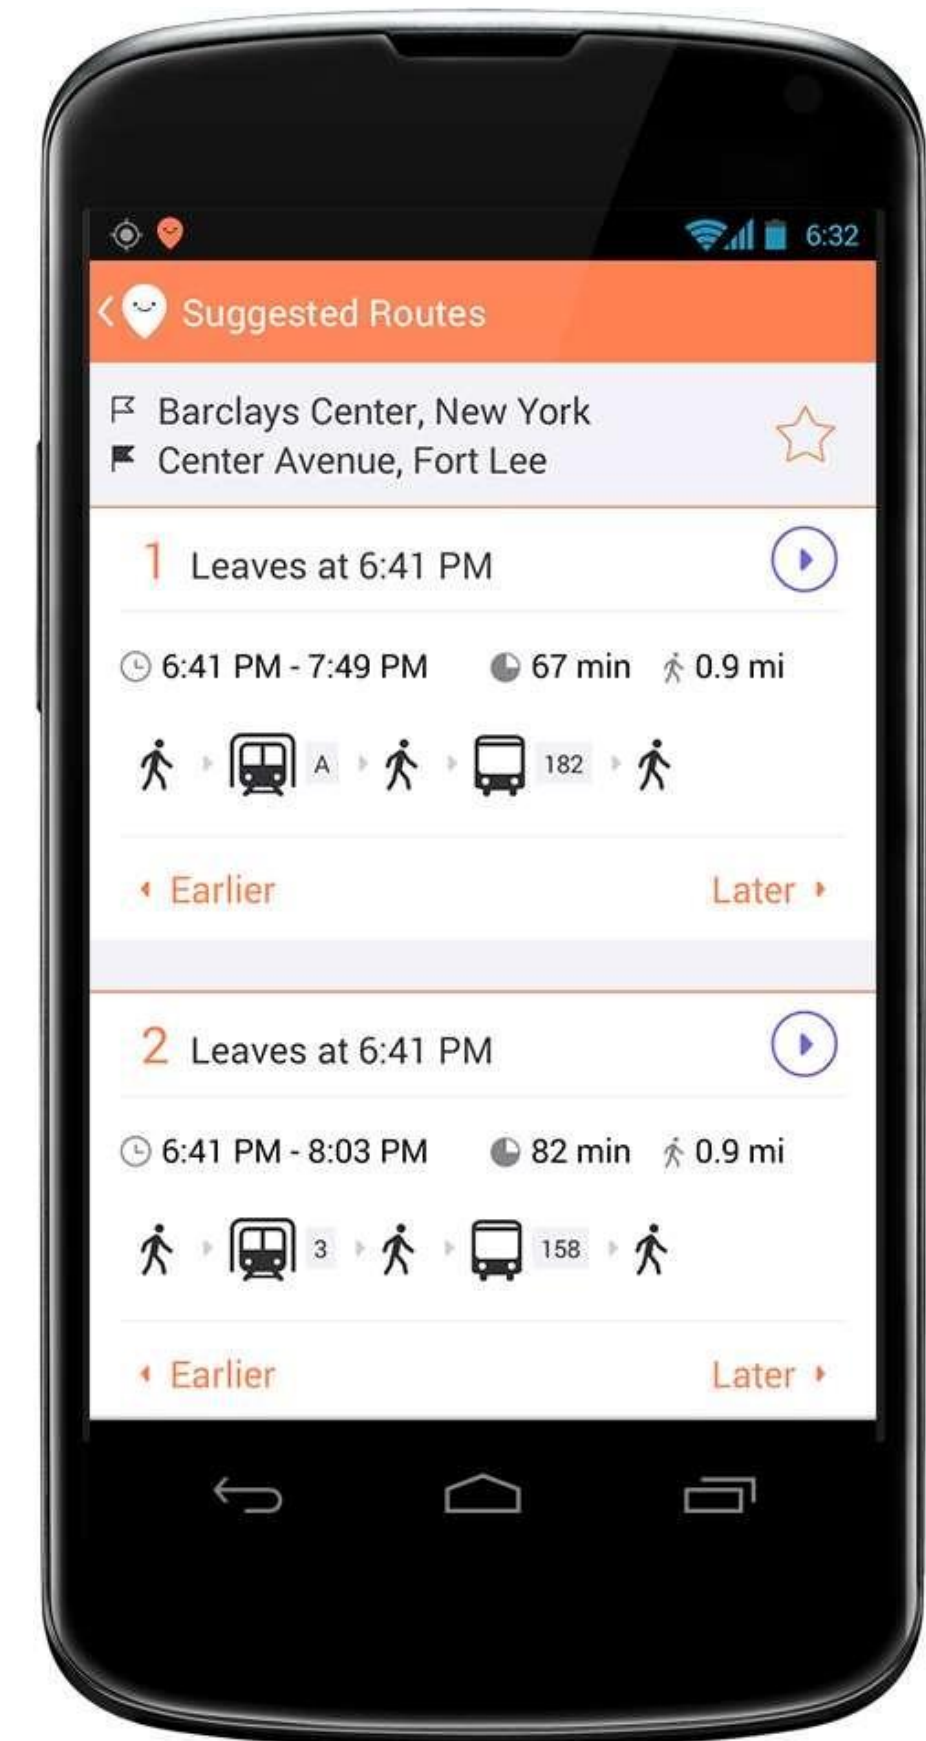 6:32
Suggested Routes
Barclays Center, New York
Center Avenue, Fort Lee
1 Leaves at 6:41 PM
6:41 PM - 7:49 PM 67 min 0.9 mi
A 182
Earlier Later
2 Leaves at 6:41 PM
6:41 PM - 8:03 PM 82 min 0.9 mi
3 158
Earlier Later